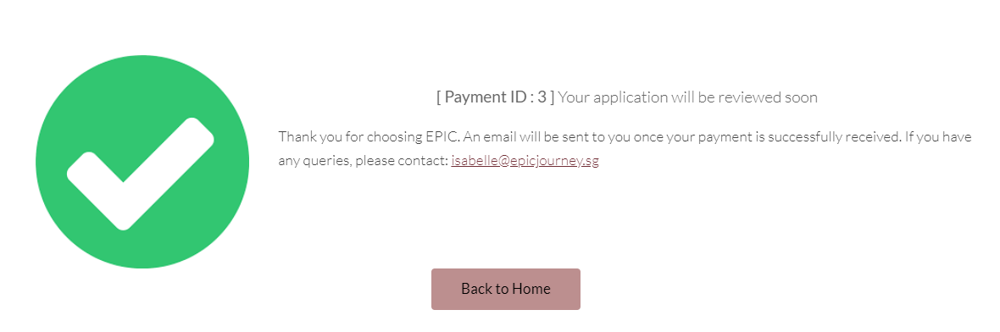 [ Payment ID : 3 ] Your application will be reviewed soon
Thank you for choosing EPIC. An email will be sent to you once your payment is successfully received. If you have
any queries, please contact: isabelle@epicjourney.sg
Back to Home